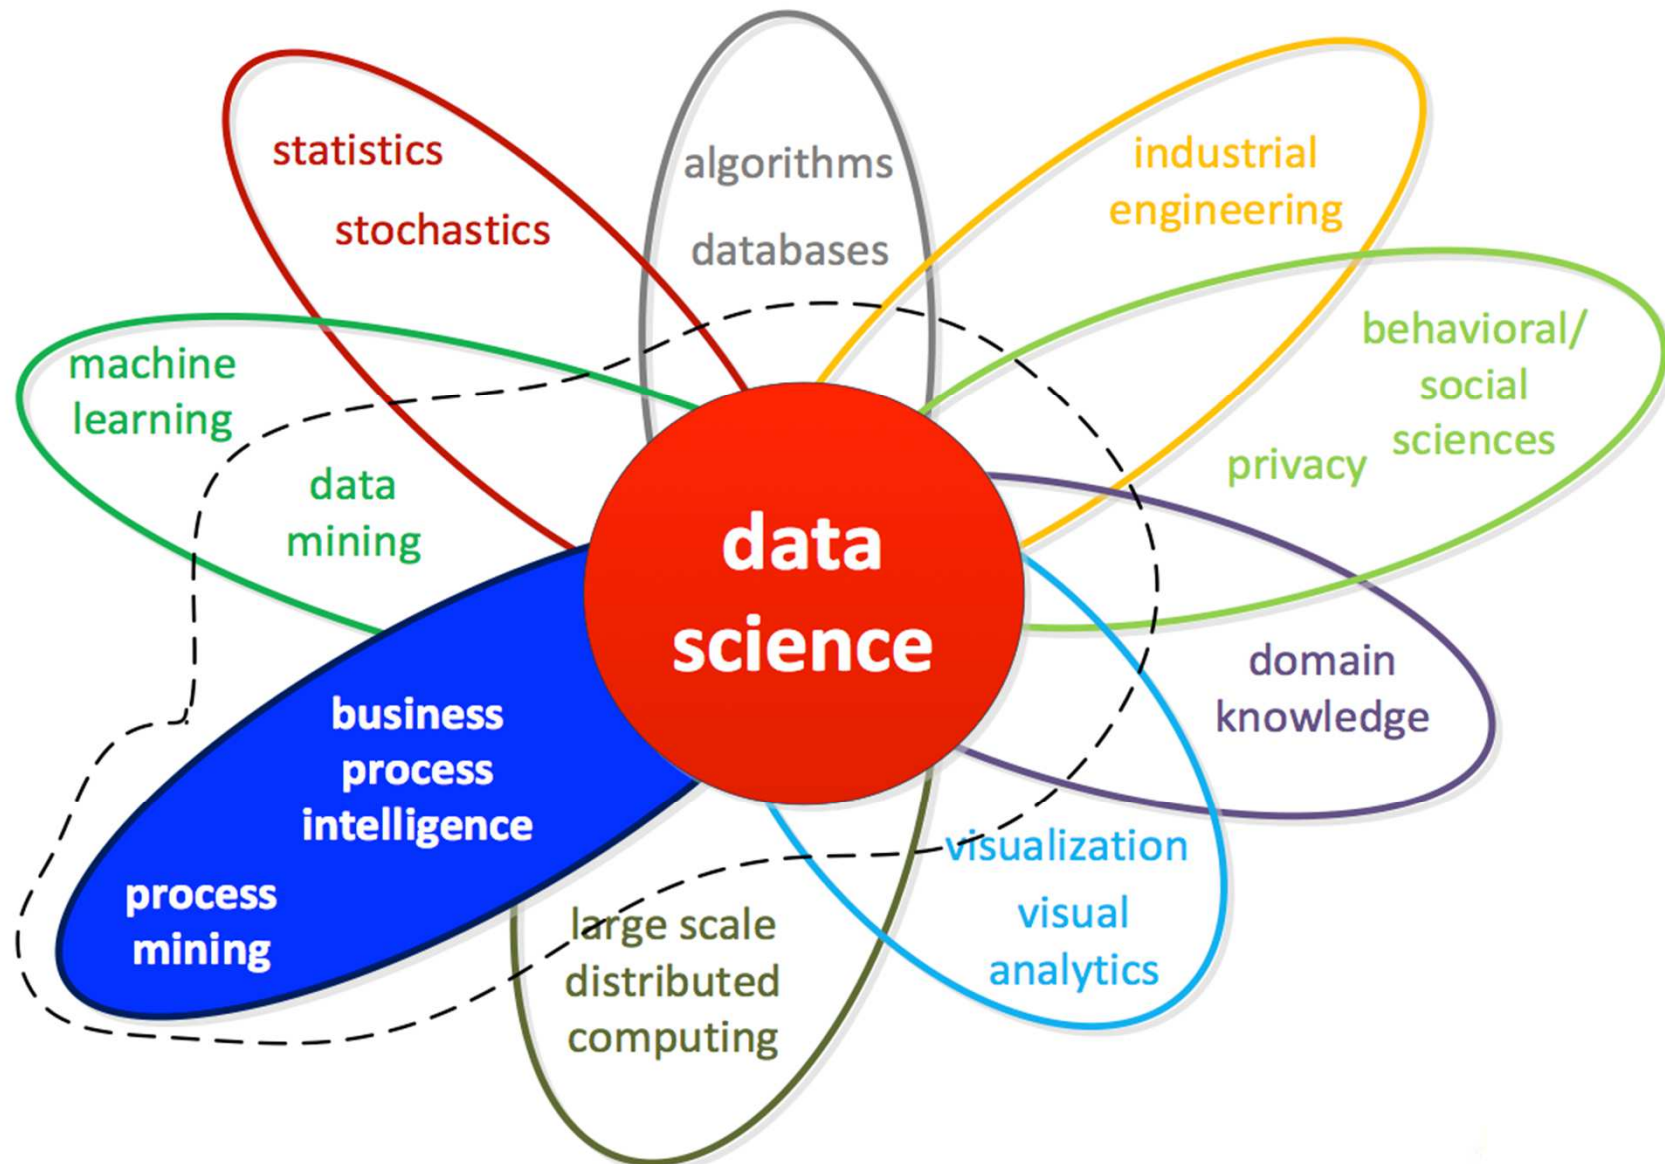 statistics
stochastics
algorithms
databases
industrial
engineering
behavioral/
social
sciences
privacy
machine
learning
data
mining
data
science
domain
knowledge
business
process
intelligence
process
mining
visualization
visual
analytics
large scale
distributed
computing